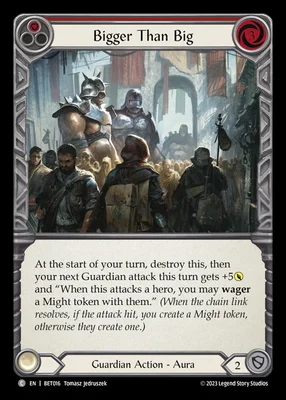 Bigger Than Big
At the start of your turn, destroy this, then
your next Guardian attack this turn gets +5
and "When this attacks a hero, you may wager
a Might token with them." (When the chain link
resolves, if the attack hit, you create a Might token,
otherwise they create one.)
Guardian Action - Aura
2
C EN | BET016 Tomasz Jedruszek
© 2023 Legend Story Studios